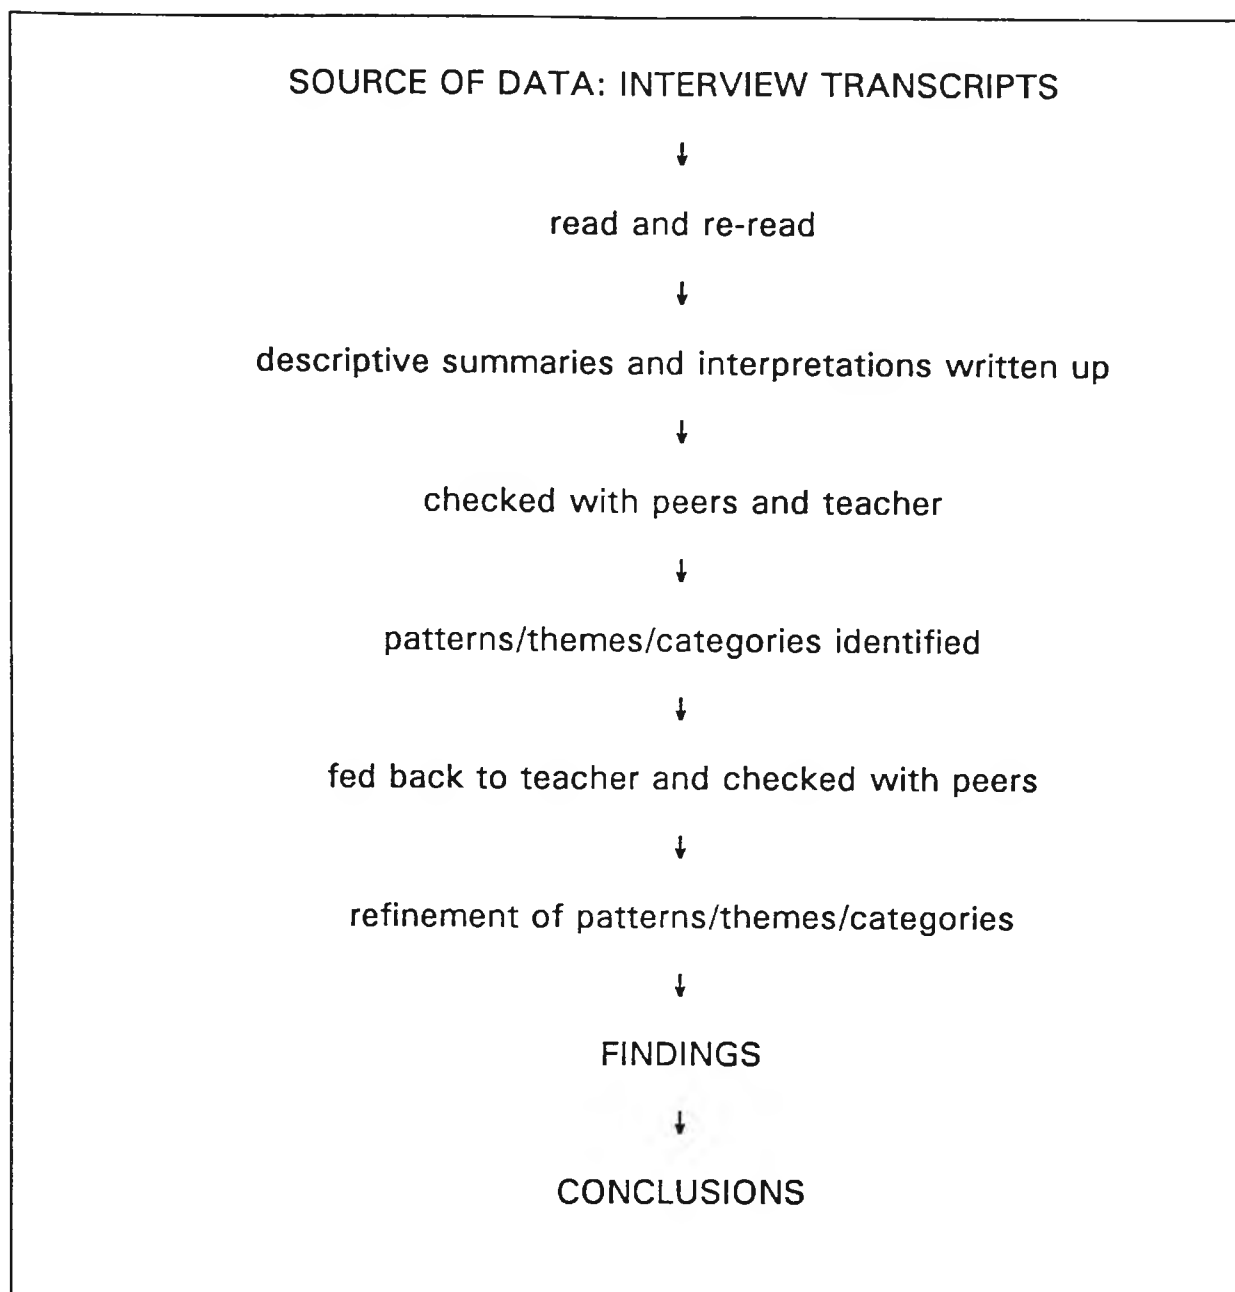 SOURCE OF DATA: INTERVIEW TRANSCRIPTS
↓
read and re-read
↓
descriptive summaries and interpretations written up
↓
checked with peers and teacher
↓
patterns/themes/categories identified
↓
fed back to teacher and checked with peers
↓
refinement of patterns/themes/categories
↓
FINDINGS
↓
CONCLUSIONS